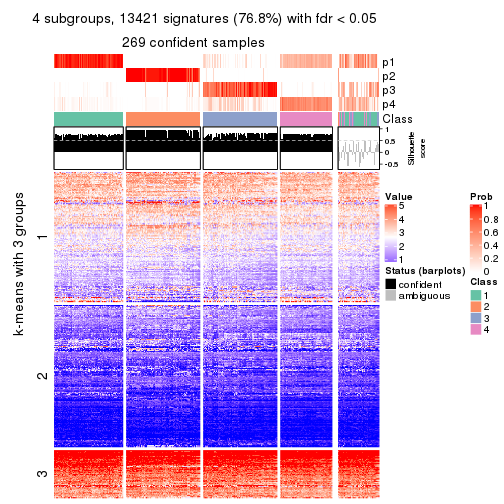 4 subgroups, 13421 signatures (76.8%) with fdr < 0.05
269 confident samples
p1
p2
p3
p4
Class
1
0.5
0
-0.5
Silhouette
score
k-means with 3 groups
1
2
3
Value
5
4
3
2
1
Status (barplots)
confident
ambiguous
Prob
1
0.8
0.6
0.4
0.2
0
Class
1
2
3
4